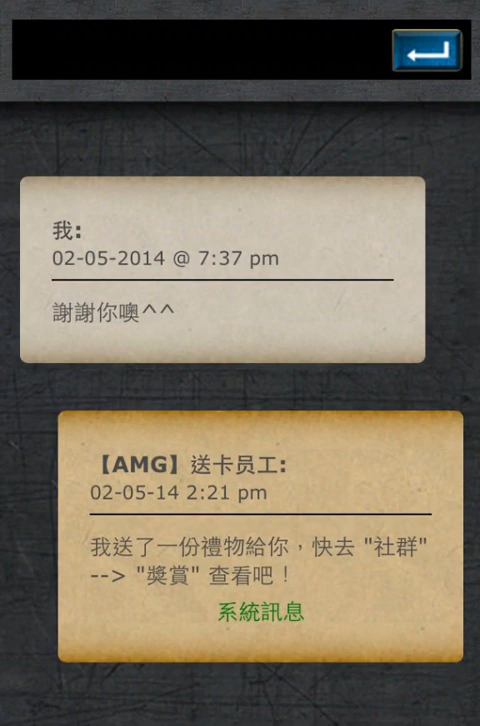 我:
02-05-2014 @ 7:37 pm
謝謝你噢^^
【AMG】送卡员工:
02-05-14 2:21 pm
我送了一份禮物給你，快去 "社群"
--> "獎賞" 查看吧！
系統訊息